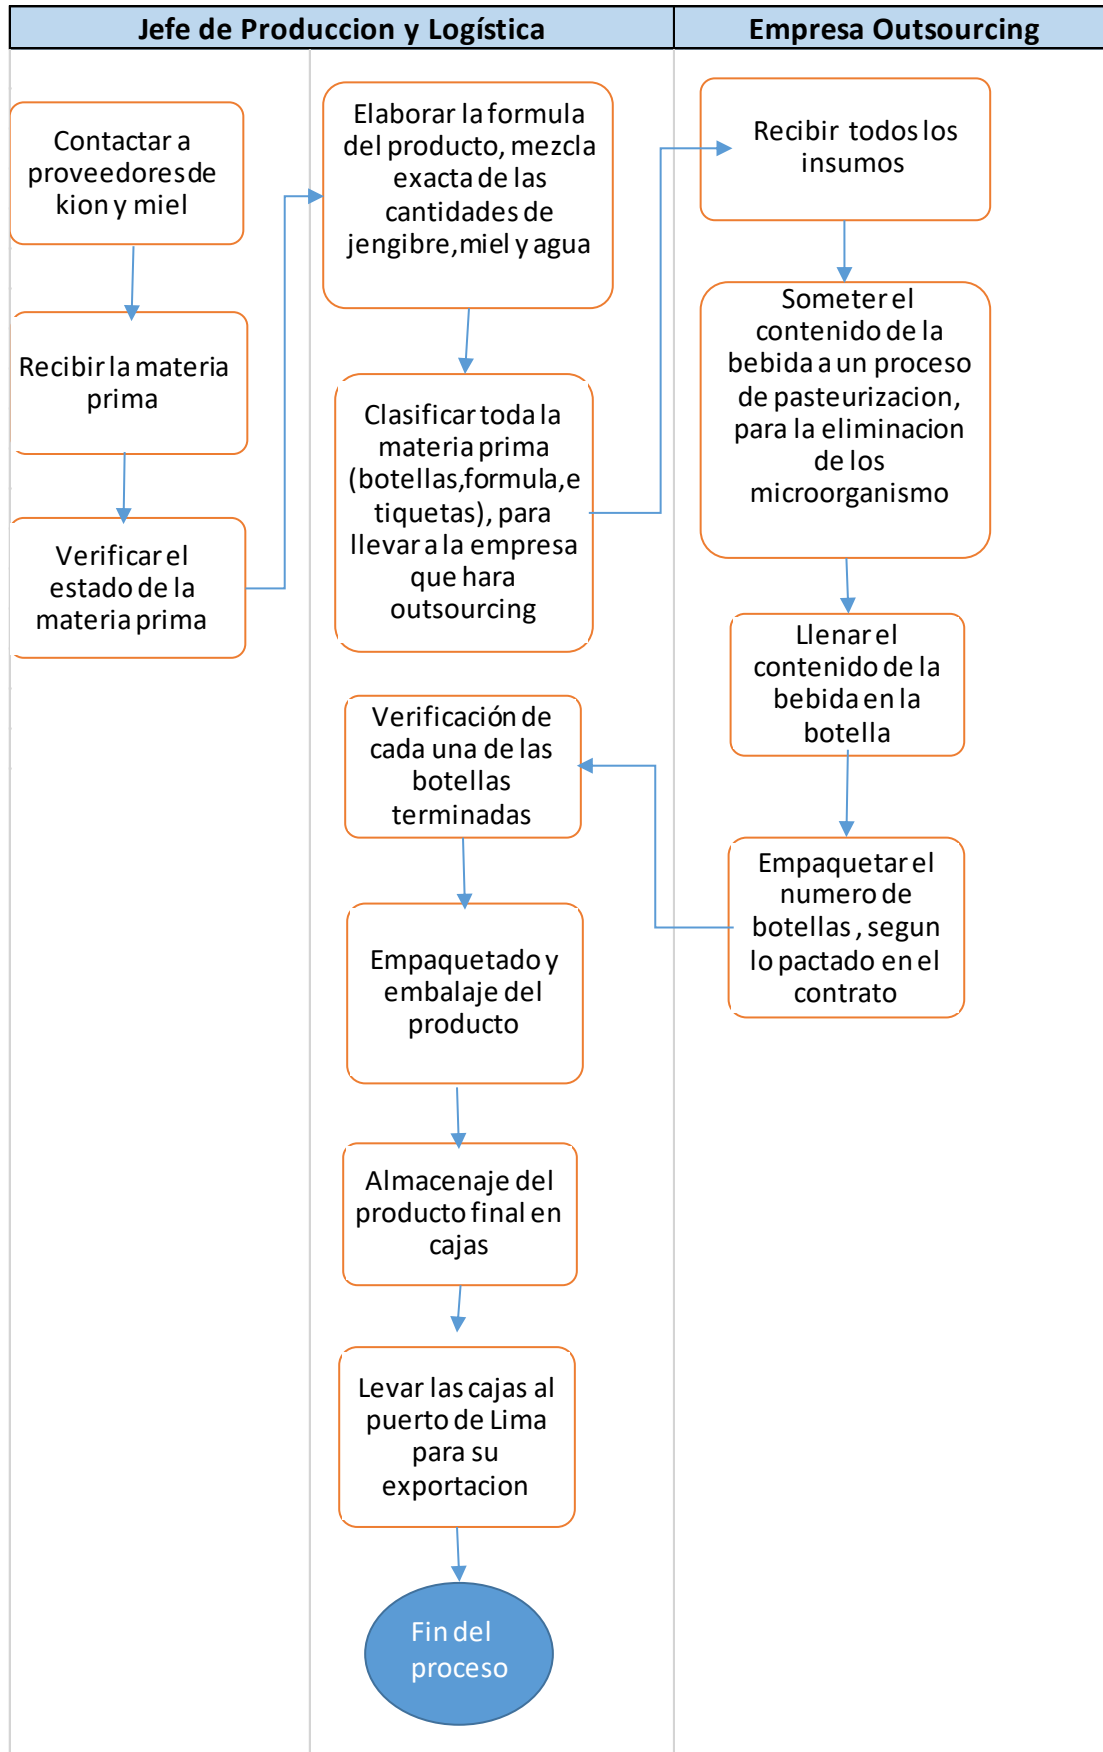 Jefe de Produccion y Logística
Empresa Outsourcing
Contactar a
proveedores de
kion y miel
Recibir la materia
prima
Verificar el
estado de la
materia prima
Elaborar la formula
del producto, mezcla
exacta de las
cantidades de
jengibre,miel y agua
Clasificar toda la
materia prima
(botellas,formula,e
tiquetas), para
llevar a la empresa
que hara
outsourcing
Recibir todos los
insumos
Someter el
contenido de la
bebida a un proceso
de pasteurizacion,
para la eliminacion
de los
microorganismo
Llenar el
contenido de la
bebida en la
botella
Empaquetar el
numero de
botellas , segun
lo pactado en el
contrato
Verificación de
cada una de las
botellas
terminadas
Empaquetado y
embalaje del
producto
Almacenaje del
producto final en
cajas
Levar las cajas al
puerto de Lima
para su
exportacion
Fin del
proceso